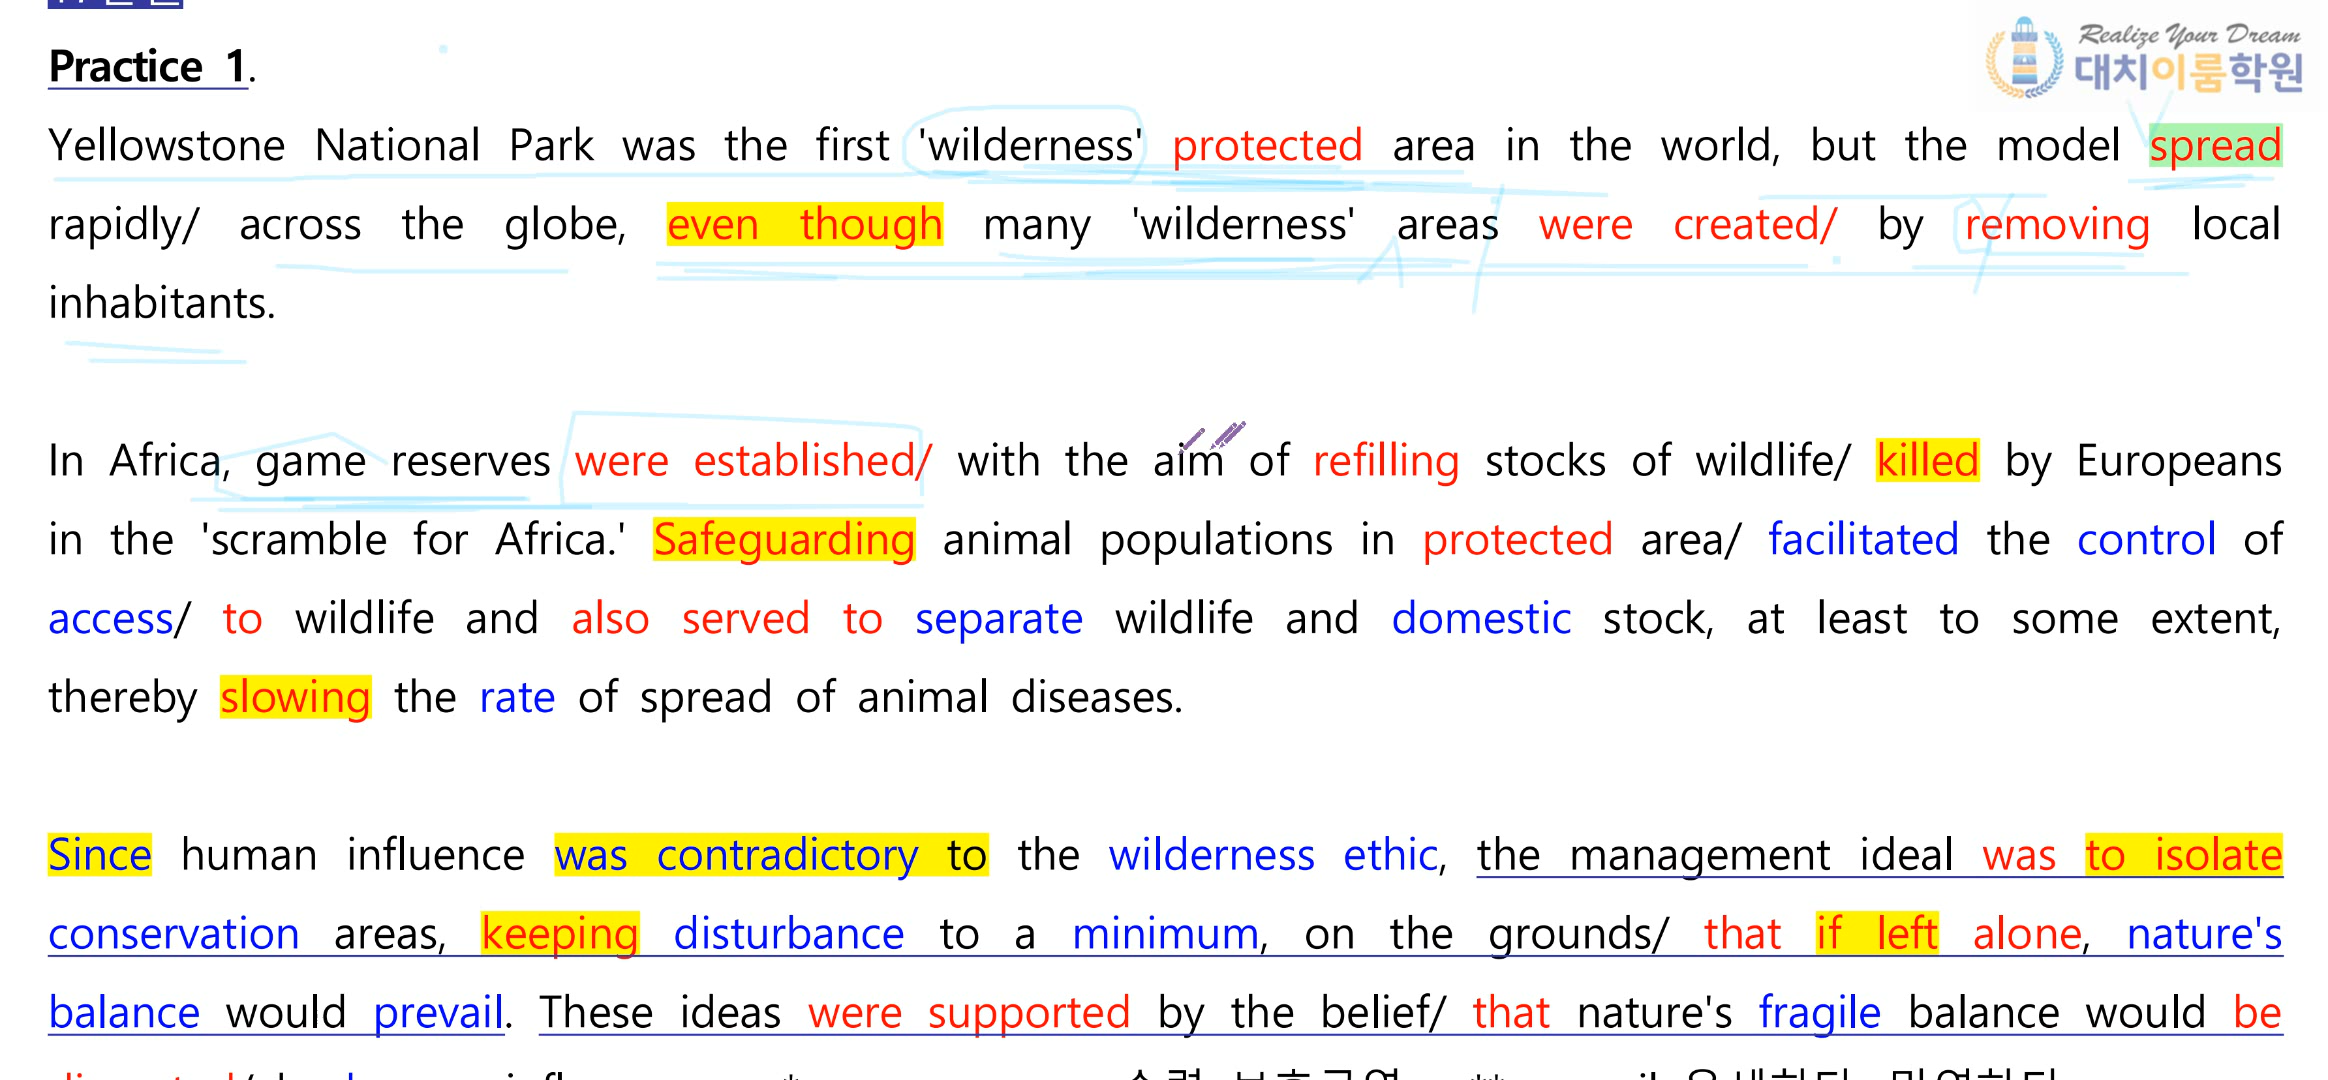 Practice 1.
Realize Your Dream
대치이룸학원
Yellowstone National Park was the first 'wilderness' protected area in the world, but the model spread
rapidly/ across the globe, even though many 'wilderness' areas were created/ by removing local
inhabitants.
In Africa, game reserves were established/ with the aim of refilling stocks of wildlife/ killed by Europeans
in the 'scramble for Africa.' Safeguarding animal populations in protected area/ facilitated the control of
access/ to wildlife and also served to separate wildlife and domestic stock, at least to some extent,
thereby slowing the rate of spread of animal diseases.
Since human influence was contradictory to the wilderness ethic, the management ideal was to isolate
conservation areas, keeping disturbance to a minimum, on the grounds/ that if left alone, nature's
balance would prevail. These ideas were supported by the belief/ that nature's fragile balance would be